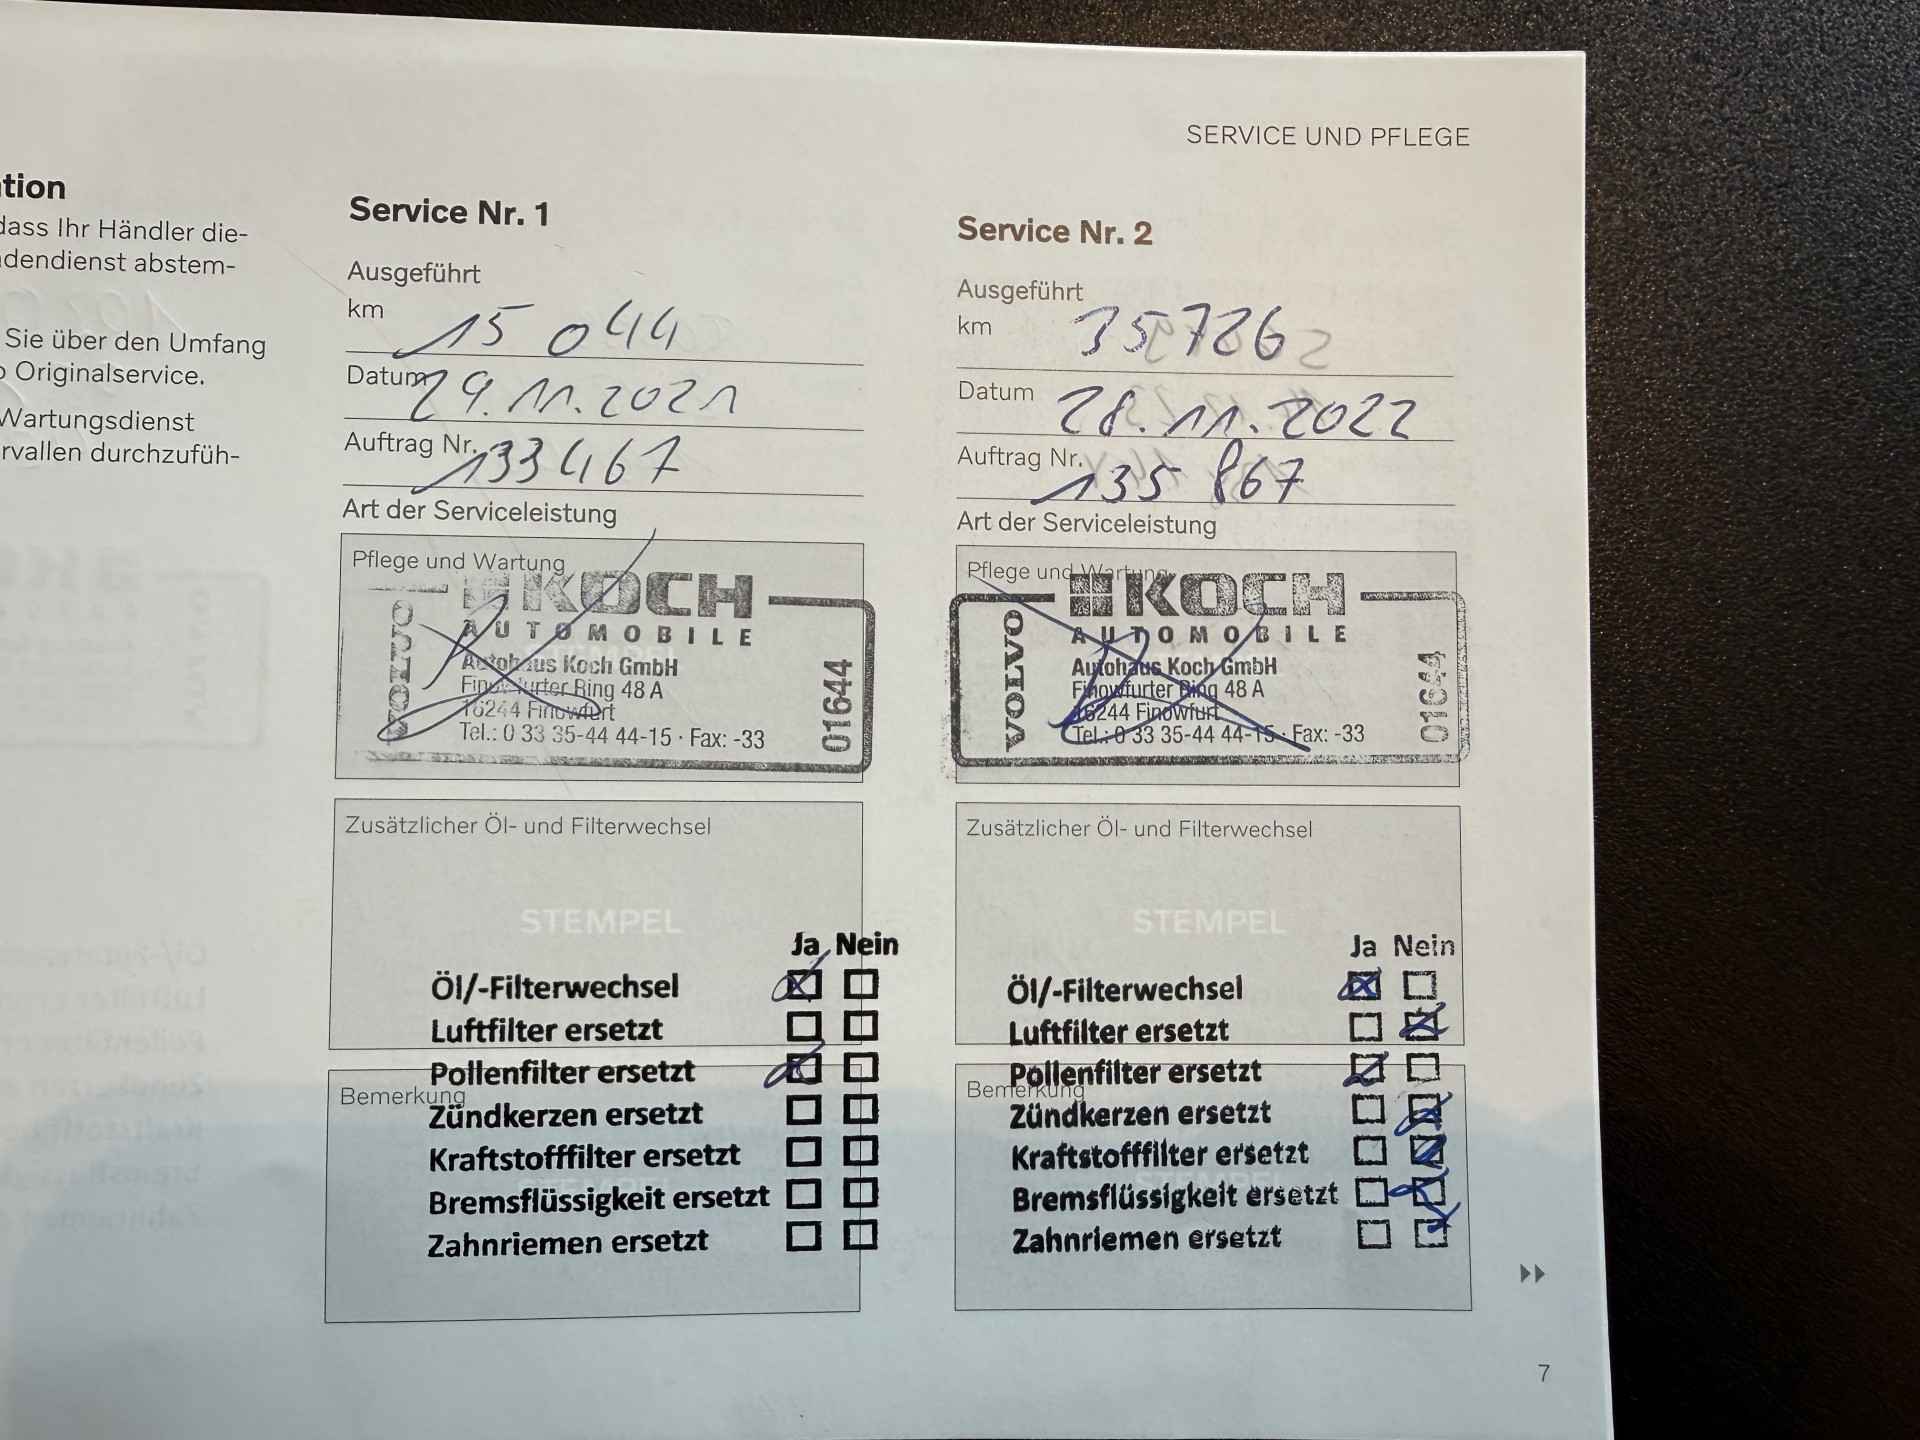 SERVICE UND PFLEGE
tion
dass Ihr Händler die-
ndendienst abstem-
Sie über den Umfang
o Originalservice.
Wartungsdienst
rvallen durchzufüh-
Service Nr. 1
Ausgeführt
km 15 044
Datum 29.11.2021
Auftrag Nr. 133467
Art der Serviceleistung
Pflege und Wartung
KOCH
AUTOMOBILE
VOLVO
Autohaus Koch GmbH
Finowfurter Ring 48 A
16244 Finowfurt
Tel.: 0 33 35-44 44-15 · Fax: -33
01644
Zusätzlicher Öl- und Filterwechsel
STEMPEL
Ja Nein
Öl/-Filterwechsel
Luftfilter ersetzt
Pollenfilter ersetzt
Bemerkung
Zündkerzen ersetzt
Kraftstofffilter ersetzt
STEMPEL
Bremsflüssigkeit ersetzt
Zahnriemen ersetzt
Service Nr. 2
Ausgeführt
km 35726
Datum 28.11.2022
Auftrag Nr. 135 867
Art der Serviceleistung
Pflege und Wartung
KOCH
AUTOMOBILE
VOLVO
Autohaus Koch GmbH
Finowfurter Ring 48 A
16244 Finowfurt
Tel.: 0 33 35-44 44-15 · Fax: -33
01644
Zusätzlicher Öl- und Filterwechsel
STEMPEL
Ja Nein
Öl/-Filterwechsel
Luftfilter ersetzt
Pollenfilter ersetzt
Bemerkung
Zündkerzen ersetzt
Kraftstofffilter ersetzt
STEMPEL
Bremsflüssigkeit ersetzt
Zahnriemen ersetzt
7